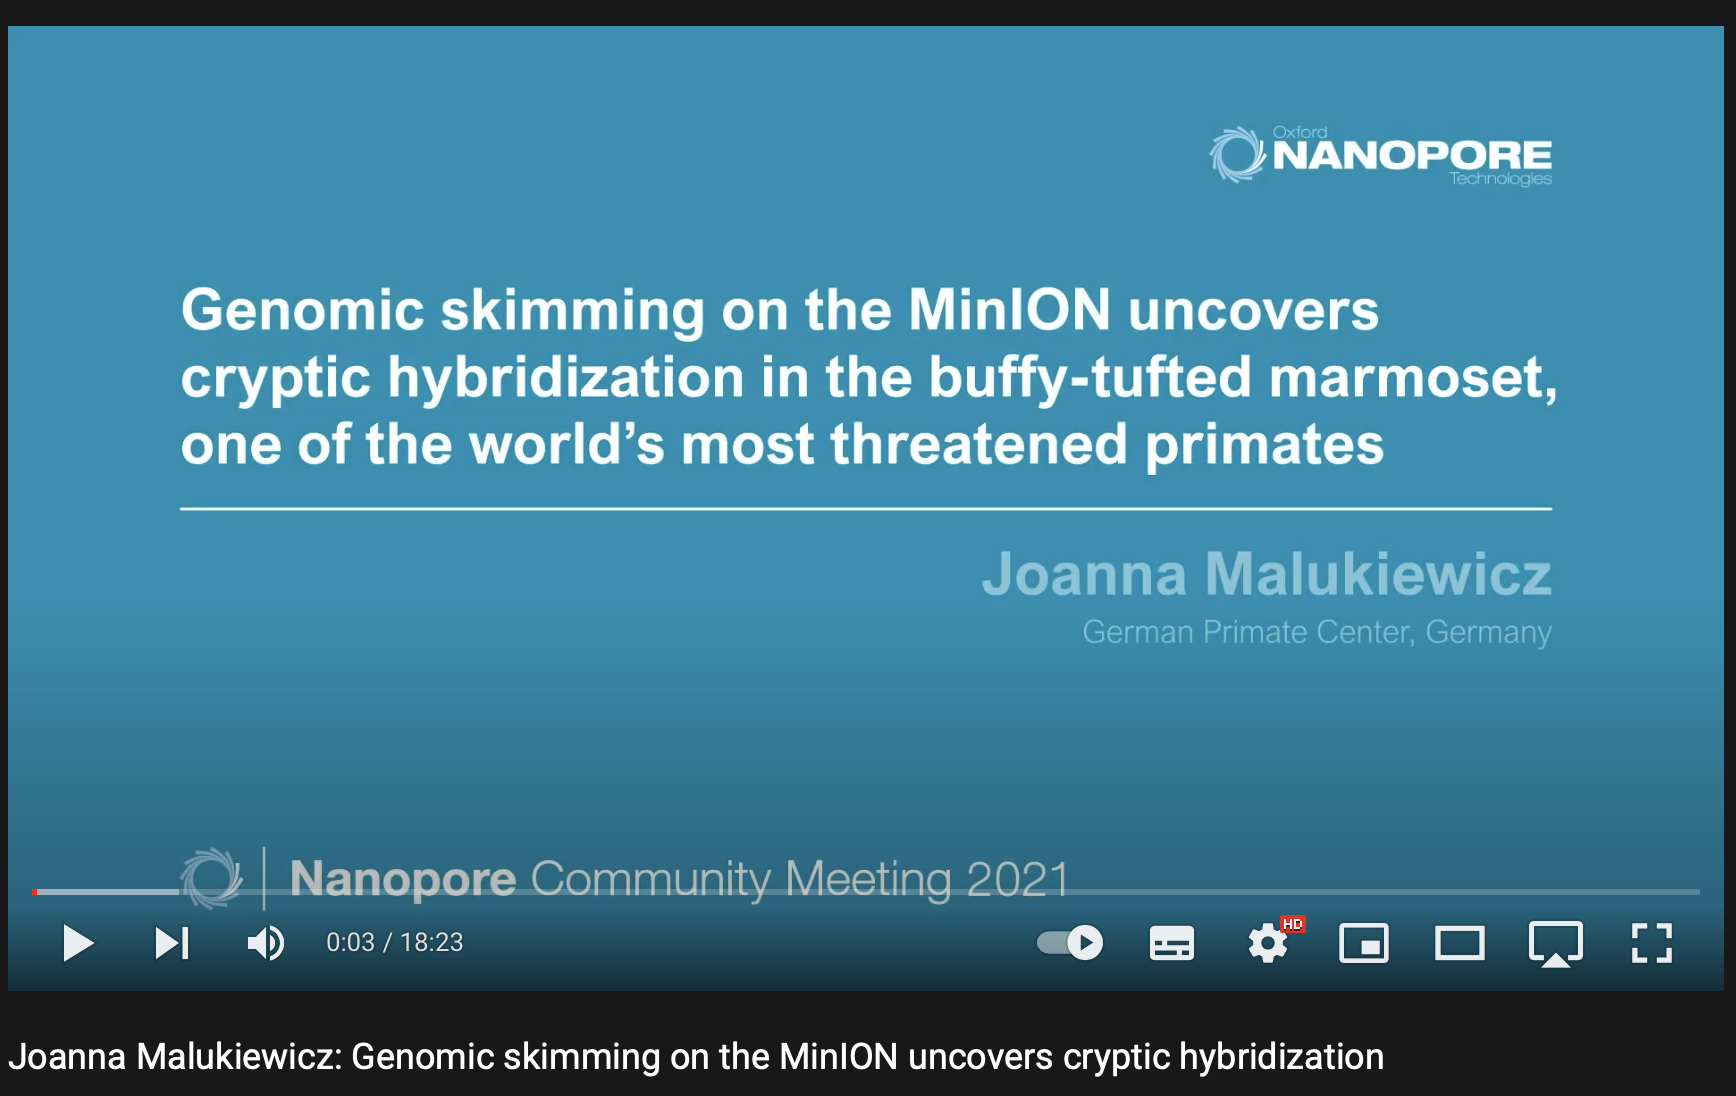 Oxford
NANOPORE
Technologies
Genomic skimming on the MinION uncovers
cryptic hybridization in the buffy-tufted marmoset,
one of the world’s most threatened primates
Joanna Malukiewicz
German Primate Center, Germany
Nanopore Community Meeting 2021
0:03 / 18:23
HD
Joanna Malukiewicz: Genomic skimming on the MinION uncovers cryptic hybridization